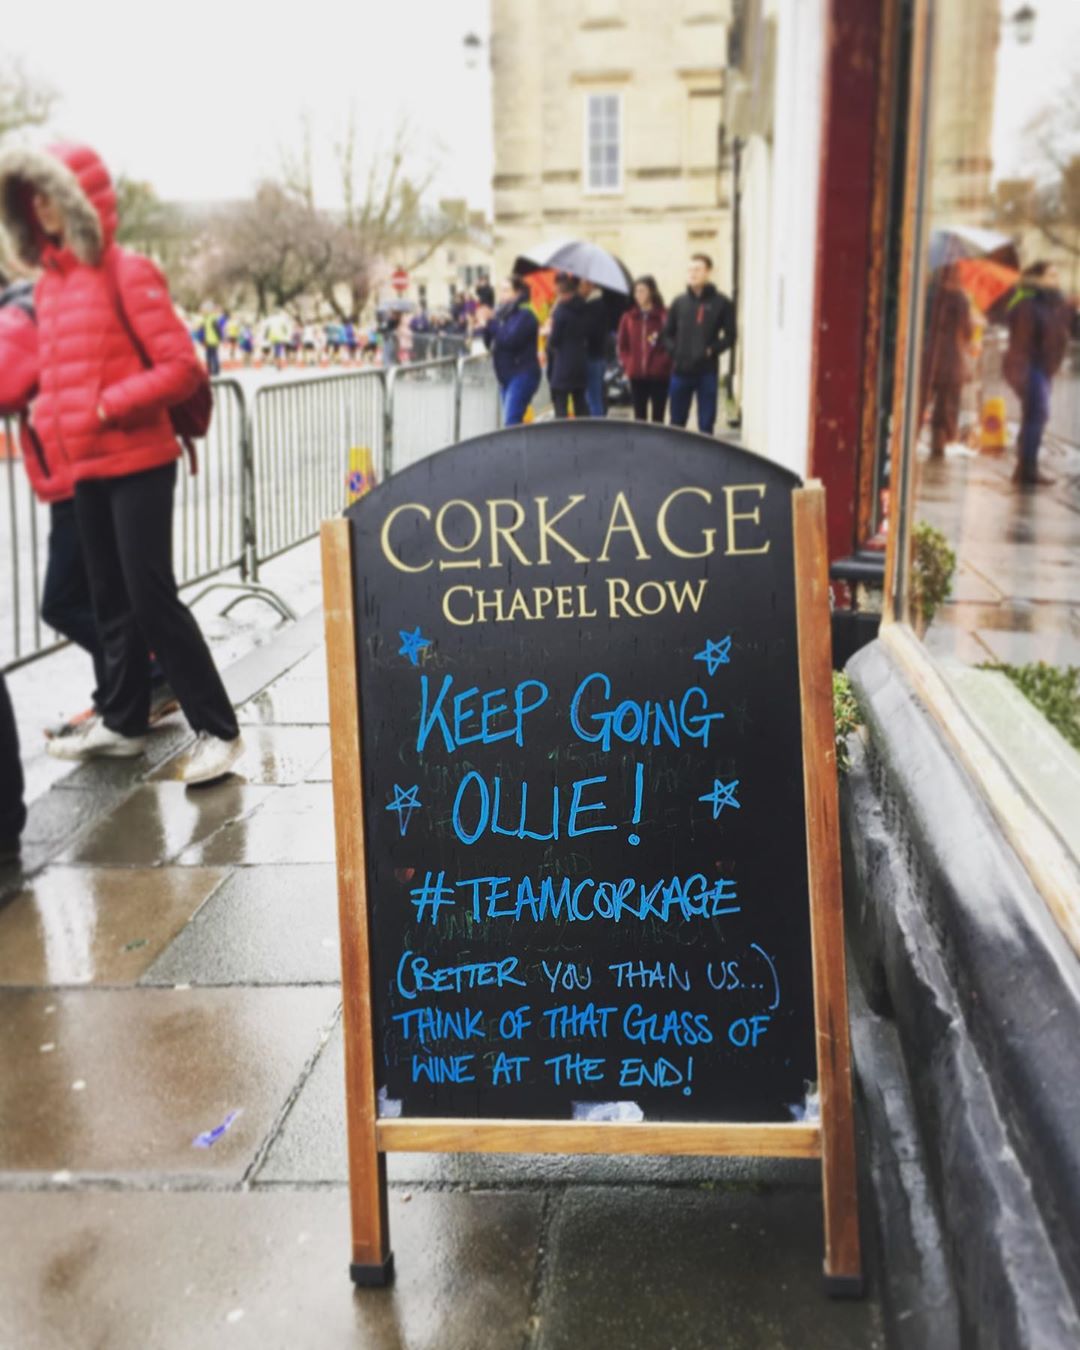 CORKAGE
CHAPEL ROW
KEEP GOING
OLLIE!
#TEAMCORKAGE
(BETTER YOU THAN US...)
THINK OF THAT GLASS OF
WINE AT THE END!